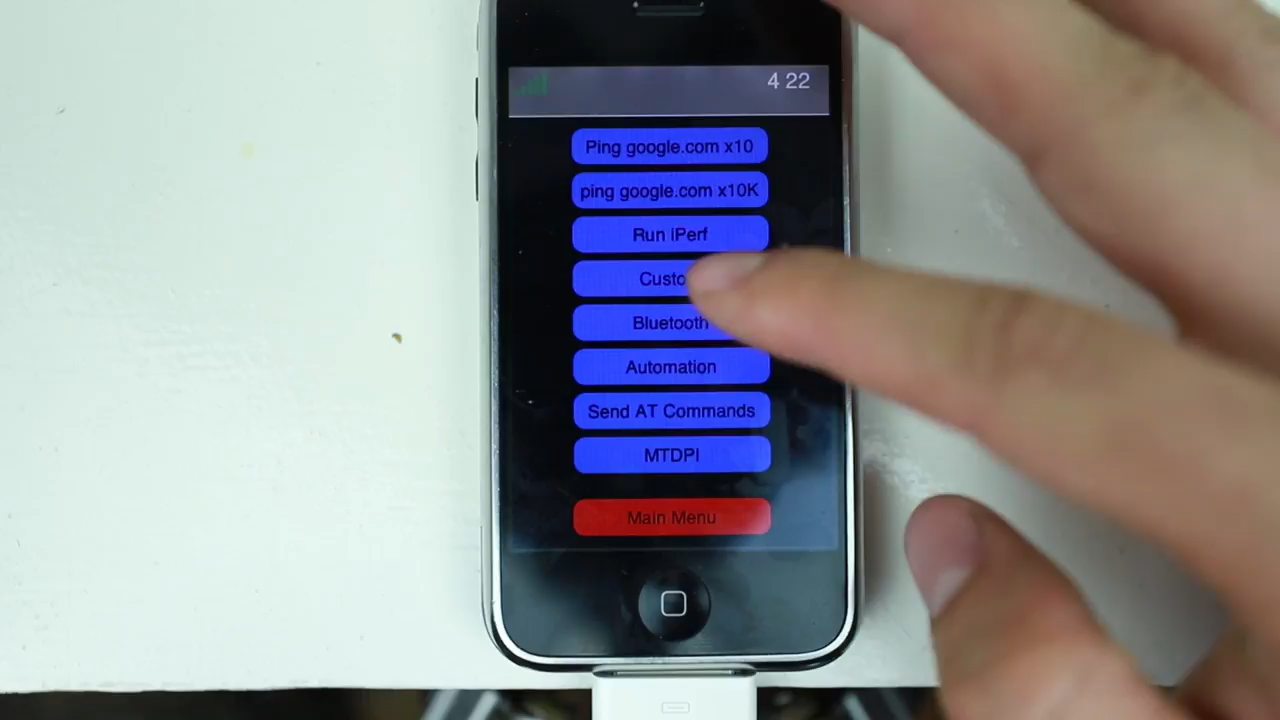 4 22
Ping google.com x10
ping google.com x10K
Run iPerf
Bluetooth
Automation
Send AT Commands
MTDPI
Main Menu